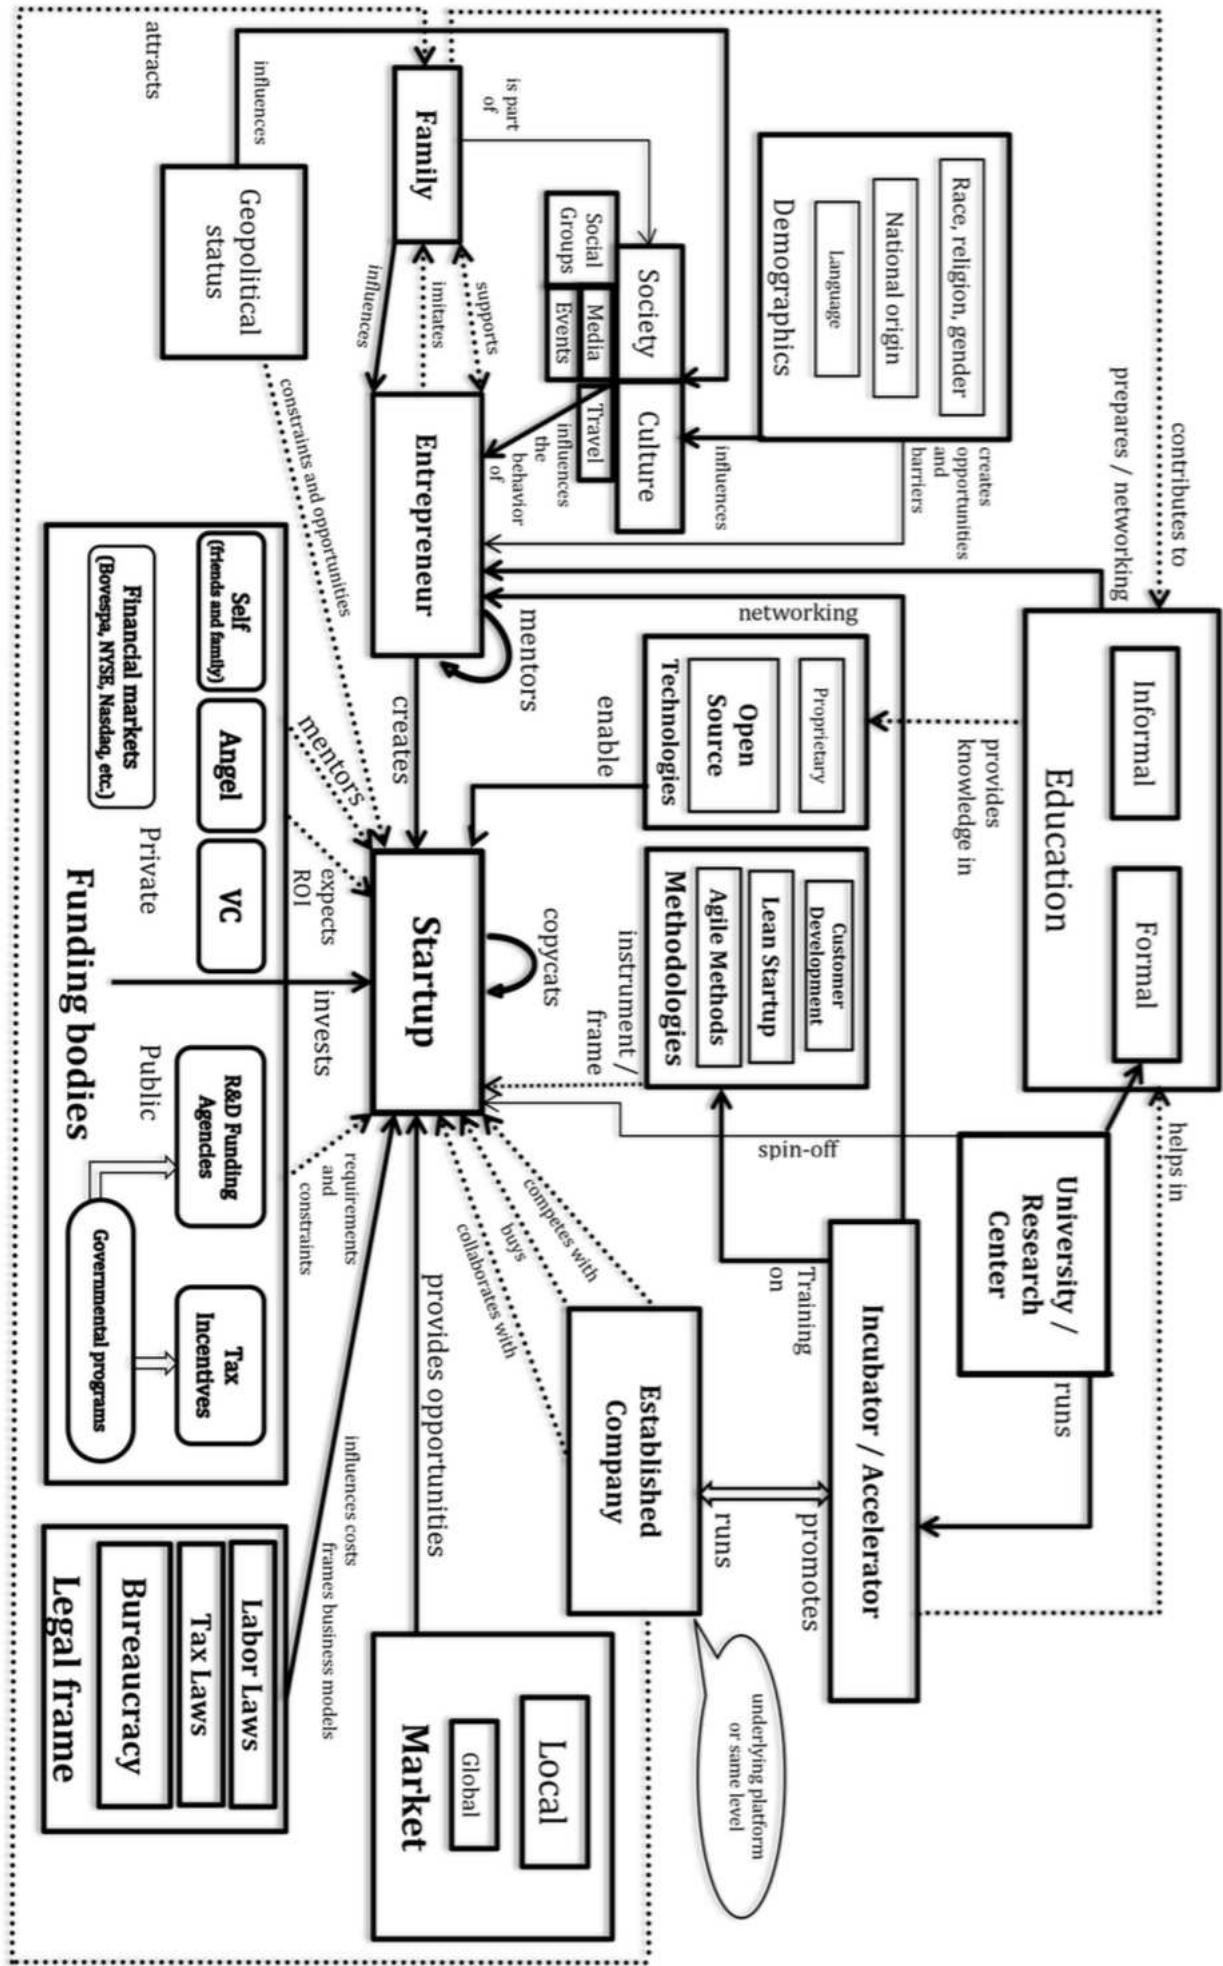 contributes to
prepares / networking
Informal
Formal
Education
helps in
provides
knowledge in
University /
Research
Center
runs
Race, religion, gender
National origin
Language
Demographics
creates
opportunities
and
barriers
influences
networking
Proprietary
Open
Source
Technologies
enable
Customer
Development
Lean Startup
Agile Methods
Methodologies
instrument /
frame
spin-off
Incubator / Accelerator
Training
on
promotes
runs
underlying platform
or same level
is part
of
Society
Culture
Social
Groups
Media
Events
Travel
influences
the
behavior
of
Established
Company
competes with
buys
collaborates with
Family
supports
imitates
influences
Entrepreneur
mentors
creates
Startup
copycats
provides opportunities
Local
Global
Market
attracts
influences
Geopolitical
status
constraints and opportunities
mentors
expects
ROI
invests
requirements
and
constraints
influences costs
frames business models
Self
(friends and family)
Angel
VC
Financial markets
(Bovespa, NYSE, Nasdaq, etc.)
Private
Public
R&D Funding
Agencies
Tax
Incentives
Governmental programs
Funding bodies
Labor Laws
Tax Laws
Bureaucracy
Legal frame